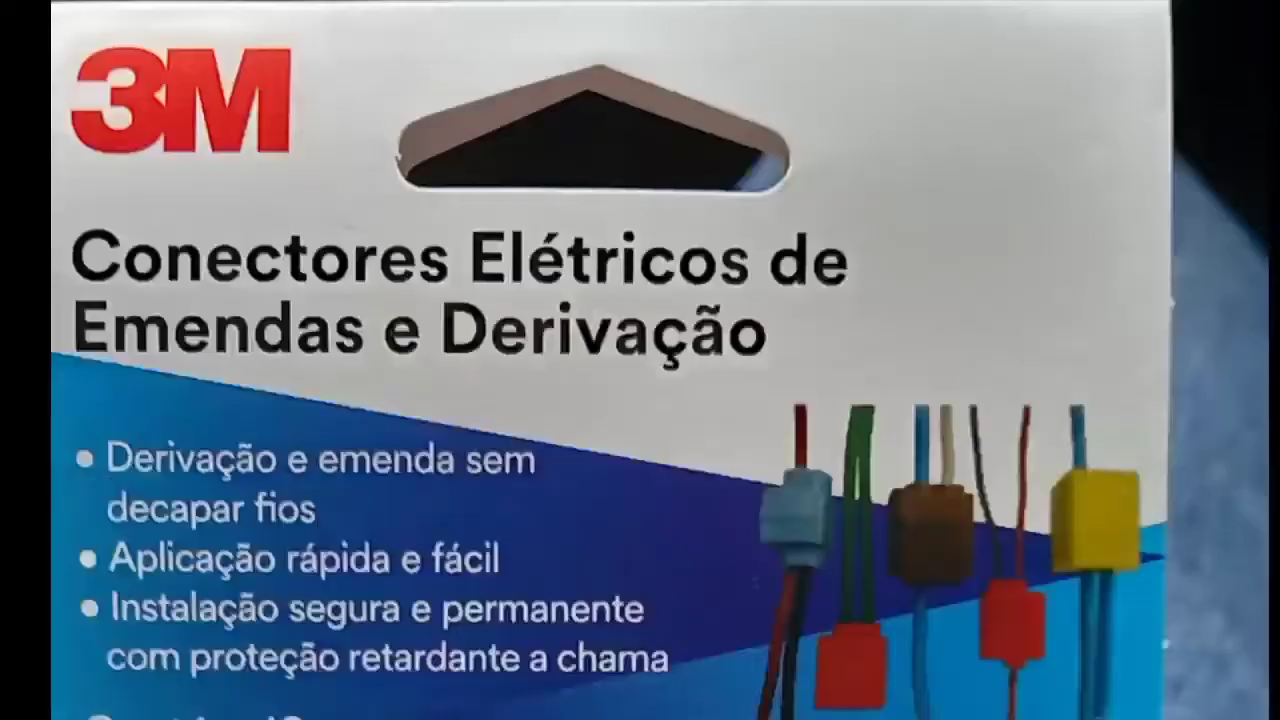 3M
Conectores Elétricos de
Emendas e Derivação
• Derivação e emenda sem
decapar fios
• Aplicação rápida e fácil
• Instalação segura e permanente
com proteção retardante a chama